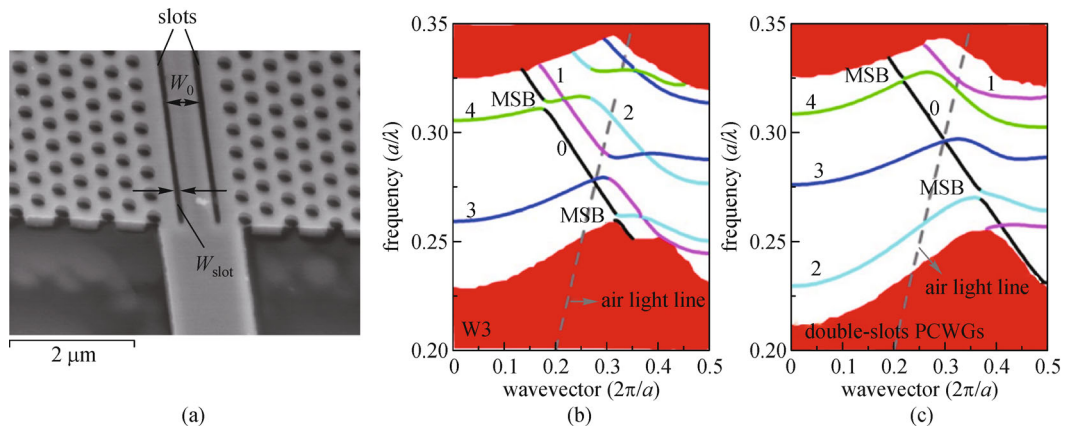 slots
W0
Wslot
2 μm
(a)
frequency (a/λ)
0.35
0.30
0.25
0.20
MSB
1
2
4
0
3
MSB
air light line
W3
0 0.1 0.2 0.3 0.4 0.5
wavevector (2π/a)
(b)
frequency (a/λ)
0.35
0.30
0.25
0.20
MSB
1
4
0
3
MSB
2
air light line
double-slots PCWGs
0 0.1 0.2 0.3 0.4 0.5
wavevector (2π/a)
(c)